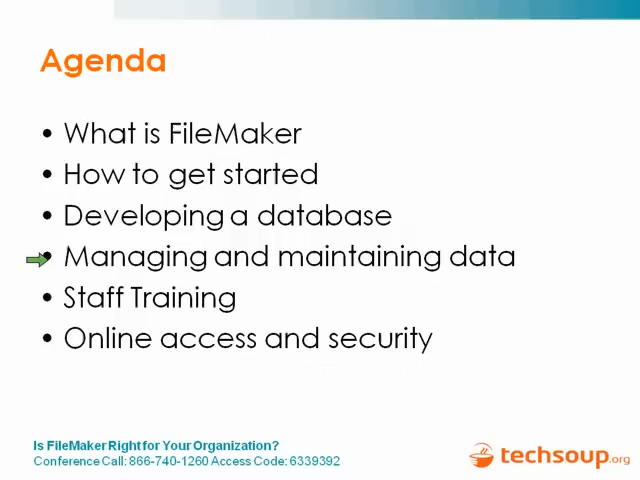 Agenda
• What is FileMaker
• How to get started
• Developing a database
• Managing and maintaining data
• Staff Training
• Online access and security
Is FileMaker Right for Your Organization?
Conference Call: 866-740-1260 Access Code: 6339392
techsoup.org